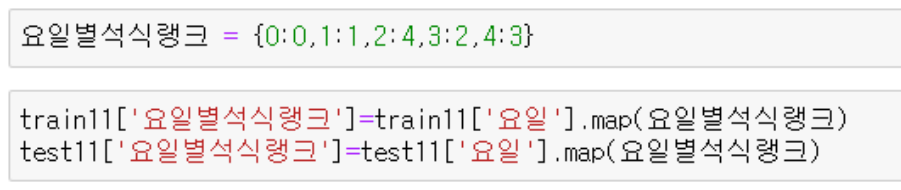 요일별석식랭크 = {0:0,1:1,2:4,3:2,4:3}
train11['요일별석식랭크']=train11['요일'].map(요일별석식랭크)
test11['요일별석식랭크']=test11['요일'].map(요일별석식랭크)